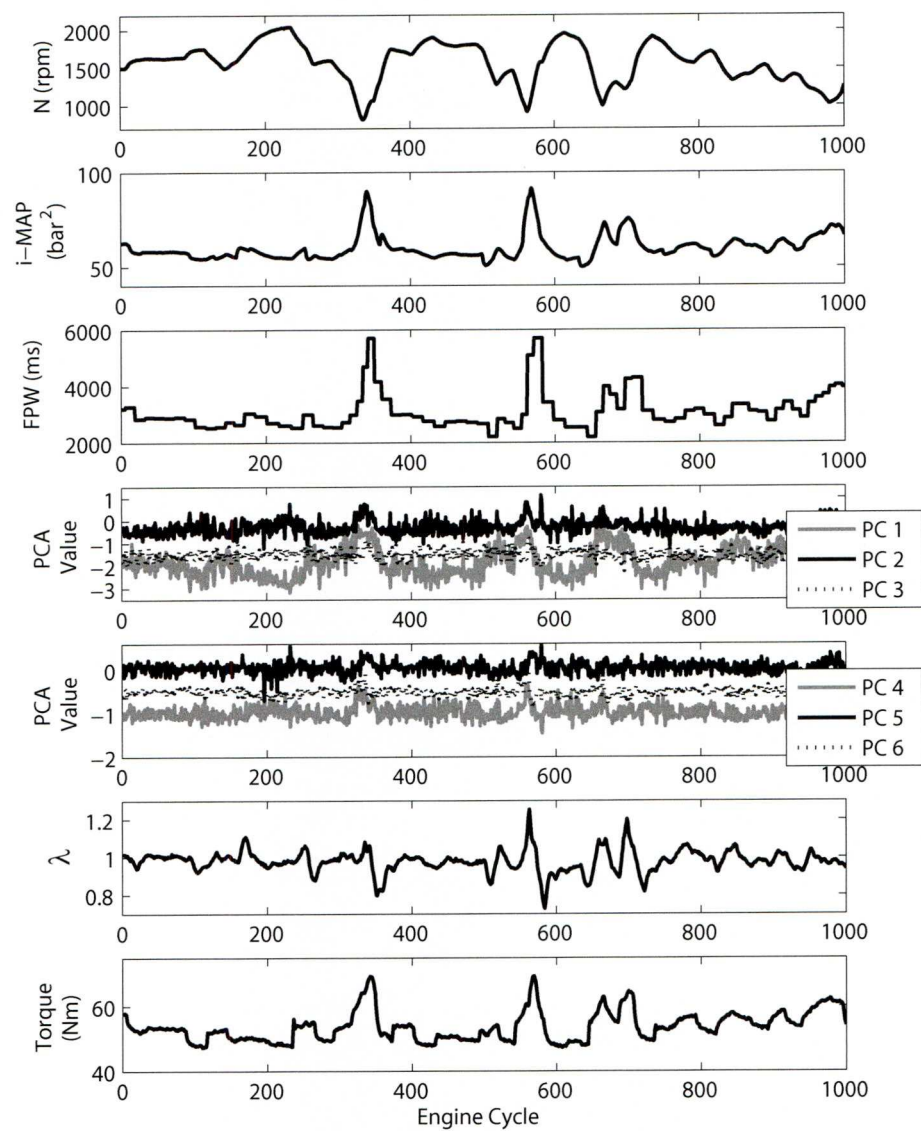 2000
1500
1000
N (rpm)
0 200 400 600 800 1000
100
50
i−MAP
(bar2)
0 200 400 600 800 1000
6000
4000
2000
FPW (ms)
0 200 400 600 800 1000
1
0
−1
−2
−3
PCA
Value
PC 1
PC 2
PC 3
0 200 400 600 800 1000
0
−1
−2
PCA
Value
PC 4
PC 5
PC 6
0 200 400 600 800 1000
1.2
1
0.8
λ
0 200 400 600 800 1000
60
40
Torque
(Nm)
0 200 400 600 800 1000
Engine Cycle